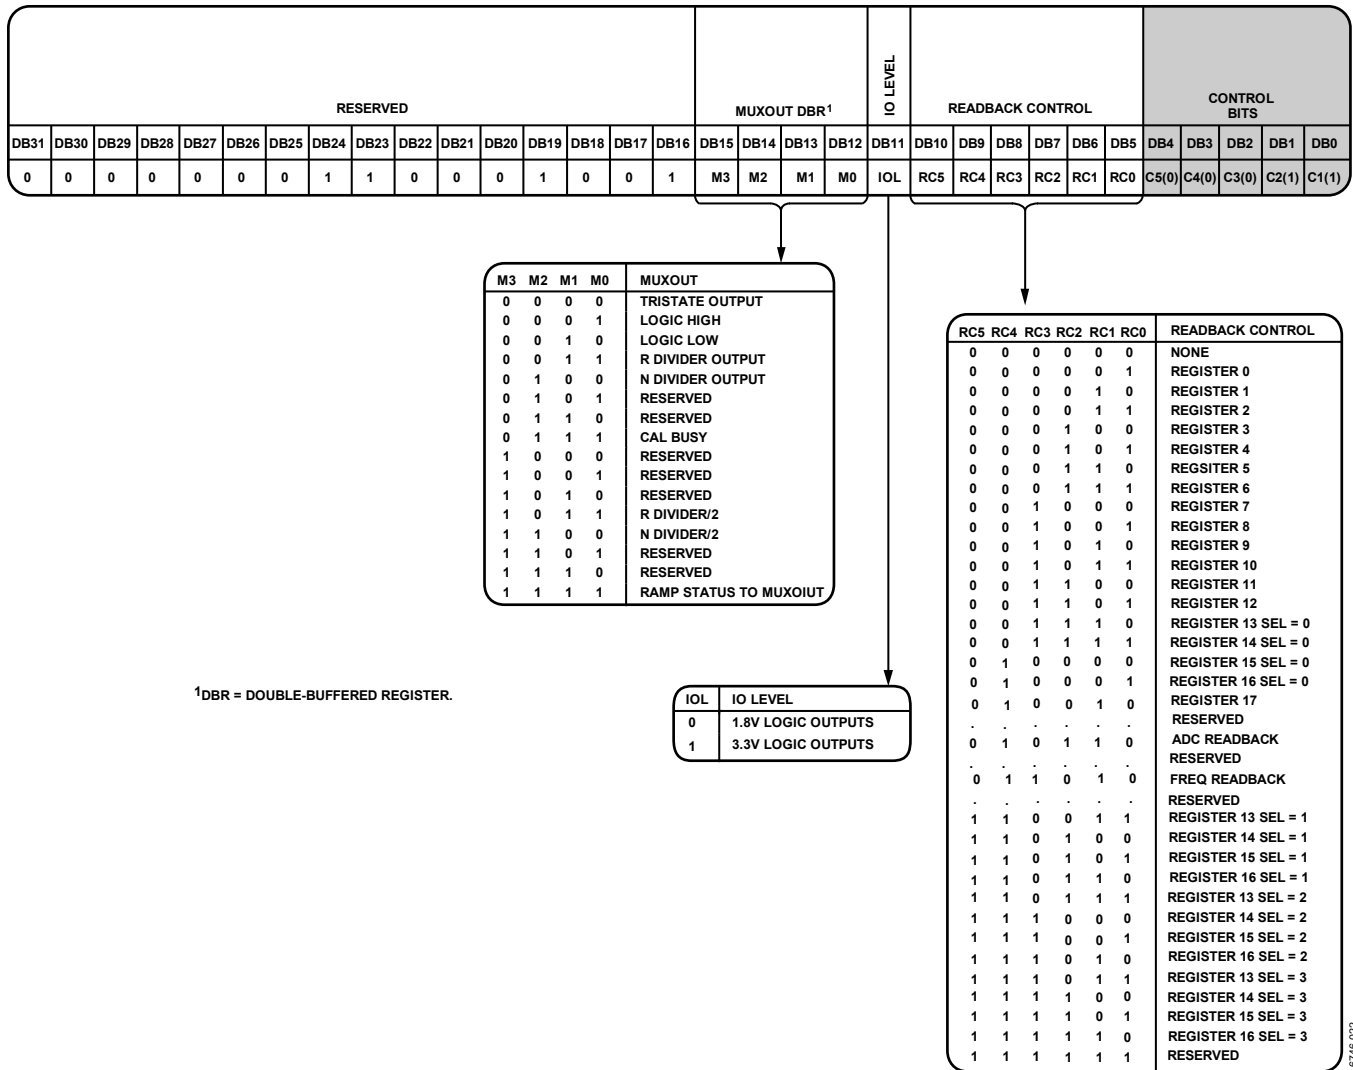 RESERVED MUXOUT DBR1 IO LEVEL READBACK CONTROL CONTROL BITS
DB31 DB30 DB29 DB28 DB27 DB26 DB25 DB24 DB23 DB22 DB21 DB20 DB19 DB18 DB17 DB16 DB15 DB14 DB13 DB12 DB11 DB10 DB9 DB8 DB7 DB6 DB5 DB4 DB3 DB2 DB1 DB0
0 0 0 0 0 0 0 1 1 0 0 0 1 0 0 1 M3 M2 M1 M0 IOL RC5 RC4 RC3 RC2 RC1 RC0 C5(0) C4(0) C3(0) C2(1) C1(1)
M3 M2 M1 M0 MUXOUT
0 0 0 0 TRISTATE OUTPUT
0 0 0 1 LOGIC HIGH
0 0 1 0 LOGIC LOW
0 0 1 1 R DIVIDER OUTPUT
0 1 0 0 N DIVIDER OUTPUT
0 1 0 1 RESERVED
0 1 1 0 RESERVED
0 1 1 1 CAL BUSY
1 0 0 0 RESERVED
1 0 0 1 RESERVED
1 0 1 0 RESERVED
1 0 1 1 R DIVIDER/2
1 1 0 0 N DIVIDER/2
1 1 0 1 RESERVED
1 1 1 0 RESERVED
1 1 1 1 RAMP STATUS TO MUXOIUT
RC5 RC4 RC3 RC2 RC1 RC0 READBACK CONTROL
0 0 0 0 0 0 NONE
0 0 0 0 0 1 REGISTER 0
0 0 0 0 1 0 REGISTER 1
0 0 0 0 1 1 REGISTER 2
0 0 0 1 0 0 REGISTER 3
0 0 0 1 0 1 REGISTER 4
0 0 0 1 1 0 REGSITER 5
0 0 0 1 1 1 REGISTER 6
0 0 1 0 0 0 REGISTER 7
0 0 1 0 0 1 REGISTER 8
0 0 1 0 1 0 REGISTER 9
0 0 1 0 1 1 REGISTER 10
0 0 1 1 0 0 REGISTER 11
0 0 1 1 0 1 REGISTER 12
0 0 1 1 1 0 REGISTER 13 SEL = 0
0 0 1 1 1 1 REGISTER 14 SEL = 0
0 1 0 0 0 0 REGISTER 15 SEL = 0
0 1 0 0 0 1 REGISTER 16 SEL = 0
0 1 0 0 1 0 REGISTER 17
. . . . . . RESERVED
0 1 0 1 1 0 ADC READBACK
. . . . . . RESERVED
0 1 1 0 1 0 FREQ READBACK
. . . . . . RESERVED
1 1 0 0 1 1 REGISTER 13 SEL = 1
1 1 0 1 0 0 REGISTER 14 SEL = 1
1 1 0 1 0 1 REGISTER 15 SEL = 1
1 1 0 1 1 0 REGISTER 16 SEL = 1
1 1 0 1 1 1 REGISTER 13 SEL = 2
1 1 1 0 0 0 REGISTER 14 SEL = 2
1 1 1 0 0 1 REGISTER 15 SEL = 2
1 1 1 0 1 0 REGISTER 16 SEL = 2
1 1 1 0 1 1 REGISTER 13 SEL = 3
1 1 1 1 0 0 REGISTER 14 SEL = 3
1 1 1 1 0 1 REGISTER 15 SEL = 3
1 1 1 1 1 0 REGISTER 16 SEL = 3
1 1 1 1 1 1 RESERVED
1DBR = DOUBLE-BUFFERED REGISTER.
IOL IO LEVEL
0 1.8V LOGIC OUTPUTS
1 3.3V LOGIC OUTPUTS